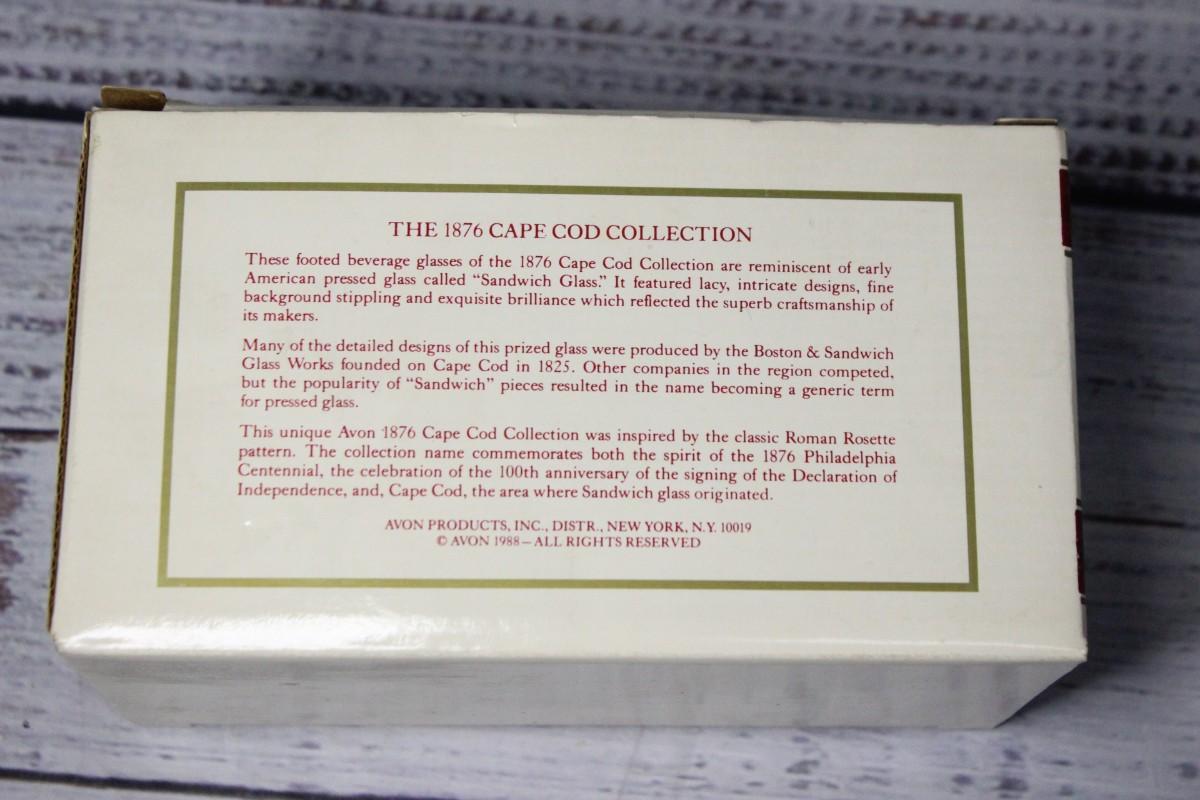 THE 1876 CAPE COD COLLECTION
These footed beverage glasses of the 1876 Cape Cod Collection are reminiscent of early
American pressed glass called "Sandwich Glass." It featured lacy, intricate designs, fine
background stippling and exquisite brilliance which reflected the superb craftsmanship of
its makers.
Many of the detailed designs of this prized glass were produced by the Boston & Sandwich
Glass Works founded on Cape Cod in 1825. Other companies in the region competed,
but the popularity of "Sandwich" pieces resulted in the name becoming a generic term
for pressed glass.
This unique Avon 1876 Cape Cod Collection was inspired by the classic Roman Rosette
pattern. The collection name commemorates both the spirit of the 1876 Philadelphia
Centennial, the celebration of the 100th anniversary of the signing of the Declaration of
Independence, and, Cape Cod, the area where Sandwich glass originated.
AVON PRODUCTS, INC., DISTR., NEW YORK, N.Y. 10019
© AVON 1988—ALL RIGHTS RESERVED